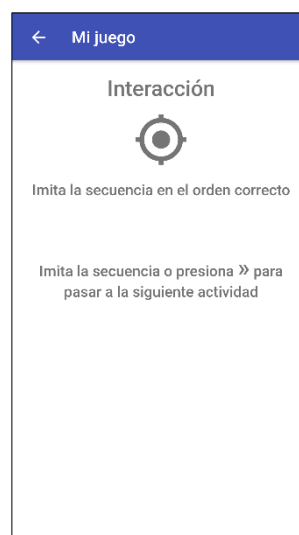 Mi juego
Interacción
Imita la secuencia en el orden correcto
Imita la secuencia o presiona » para
pasar a la siguiente actividad